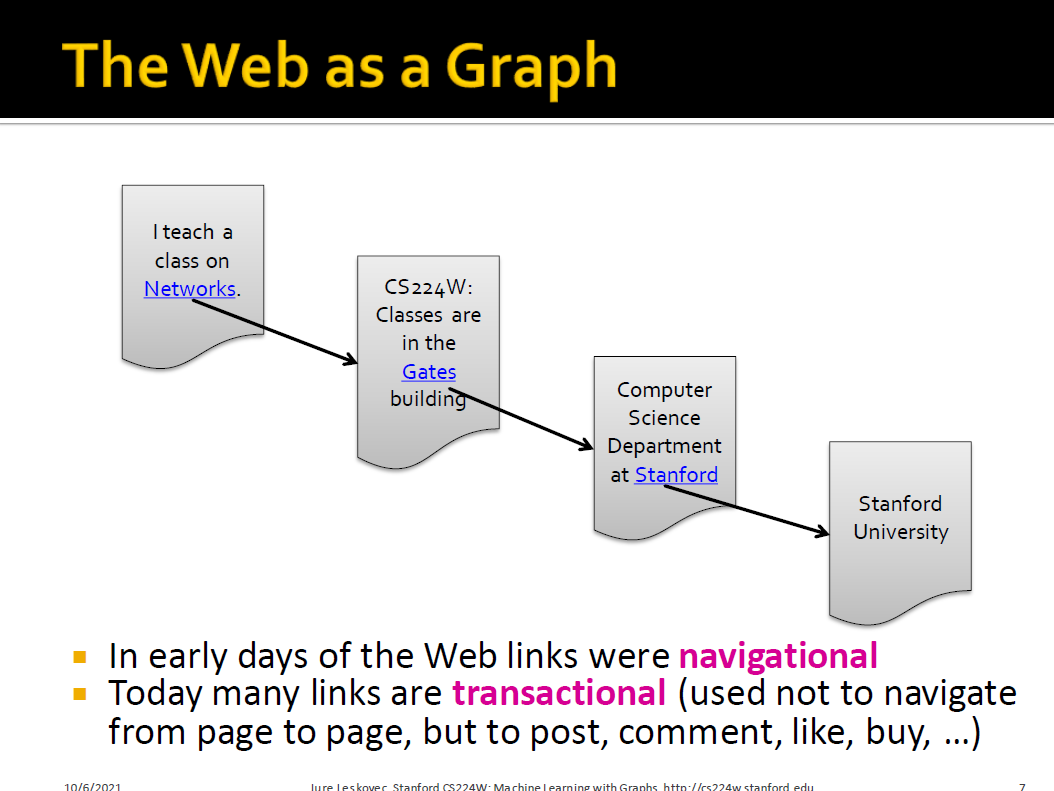 The Web as a Graph
I teach a
class on
Networks.
CS224W:
Classes are
in the
Gates
building
Computer
Science
Department
at Stanford
Stanford
University
In early days of the Web links were navigational
Today many links are transactional (used not to navigate
from page to page, but to post, comment, like, buy, …)
10/6/2021
Jure Leskovec, Stanford CS224W: Machine Learning with Graphs, http://cs224w.stanford.edu
7